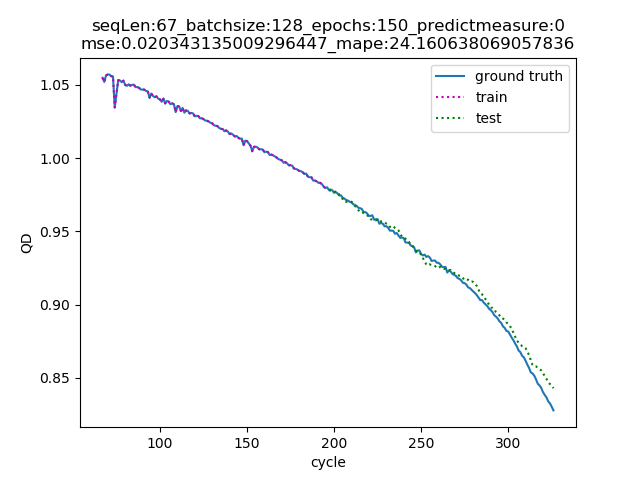 seqLen:67_batchsize:128_epochs:150_predictmeasure:0
mse:0.020343135009296447_mape:24.160638069057836
ground truth
train
test
1.05
1.00
0.95
0.90
0.85
QD
100 150 200 250 300
cycle